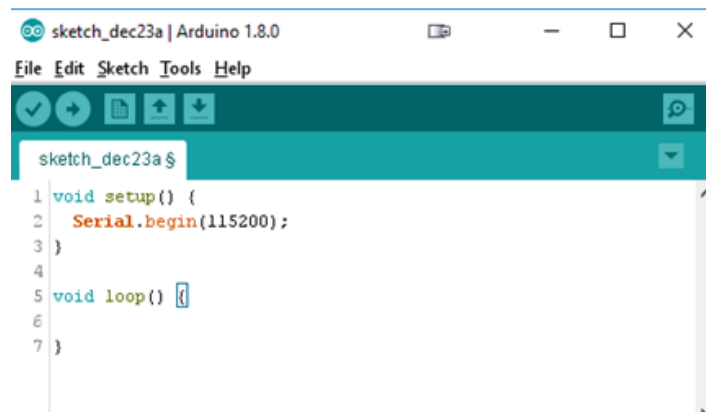 sketch_dec23a | Arduino 1.8.0
File Edit Sketch Tools Help
sketch_dec23a §
1 void setup() {
2   Serial.begin(115200);
3 }
4
5 void loop() {
6
7 }